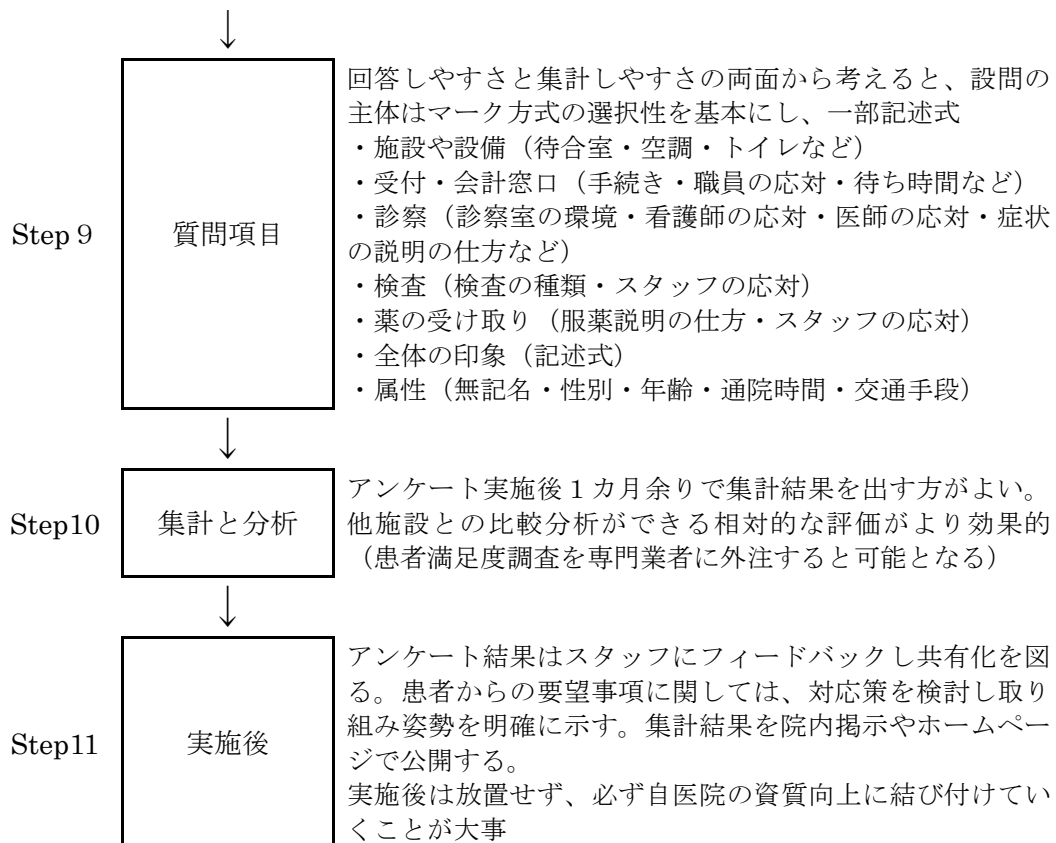 ↓
回答しやすさと集計しやすさの両面から考えると、設問の
主体はマーク方式の選択性を基本にし、一部記述式
・施設や設備（待合室・空調・トイレなど）
・受付・会計窓口（手続き・職員の応対・待ち時間など）
Step 9
質問項目
・診察（診察室の環境・看護師の応対・医師の応対・症状
の説明の仕方など）
・検査（検査の種類・スタッフの応対）
・薬の受け取り（服薬説明の仕方・スタッフの応対）
・全体の印象（記述式）
・属性（無記名・性別・年齢・通院時間・交通手段）
↓
Step10
集計と分析
アンケート実施後 1 カ月余りで集計結果を出す方がよい。
他施設との比較分析ができる相対的な評価がより効果的
（患者満足度調査を専門業者に外注すると可能となる）
↓
Step11
実施後
アンケート結果はスタッフにフィードバックし共有化を図
る。患者からの要望事項に関しては、対応策を検討し取り
組み姿勢を明確に示す。集計結果を院内掲示やホームペー
ジで公開する。
実施後は放置せず、必ず自医院の資質向上に結び付けてい
くことが大事